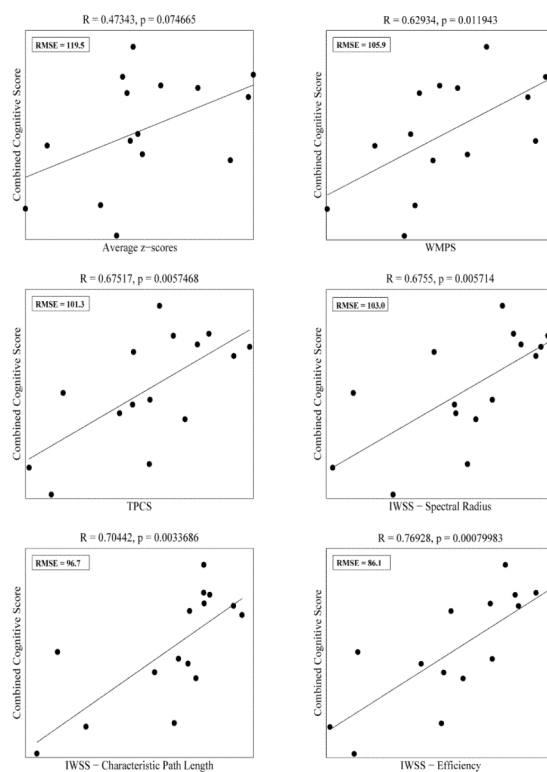 R = 0.47343, p = 0.074665
RMSE = 119.5
Combined Cognitive Score
Average z−scores
R = 0.62934, p = 0.011943
RMSE = 105.9
Combined Cognitive Score
WMPS
R = 0.67517, p = 0.0057468
RMSE = 101.3
Combined Cognitive Score
TPCS
R = 0.6755, p = 0.005714
RMSE = 103.0
Combined Cognitive Score
IWSS − Spectral Radius
R = 0.70442, p = 0.0033686
RMSE = 96.7
Combined Cognitive Score
IWSS − Characteristic Path Length
R = 0.76928, p = 0.00079983
RMSE = 86.1
Combined Cognitive Score
IWSS − Efficiency